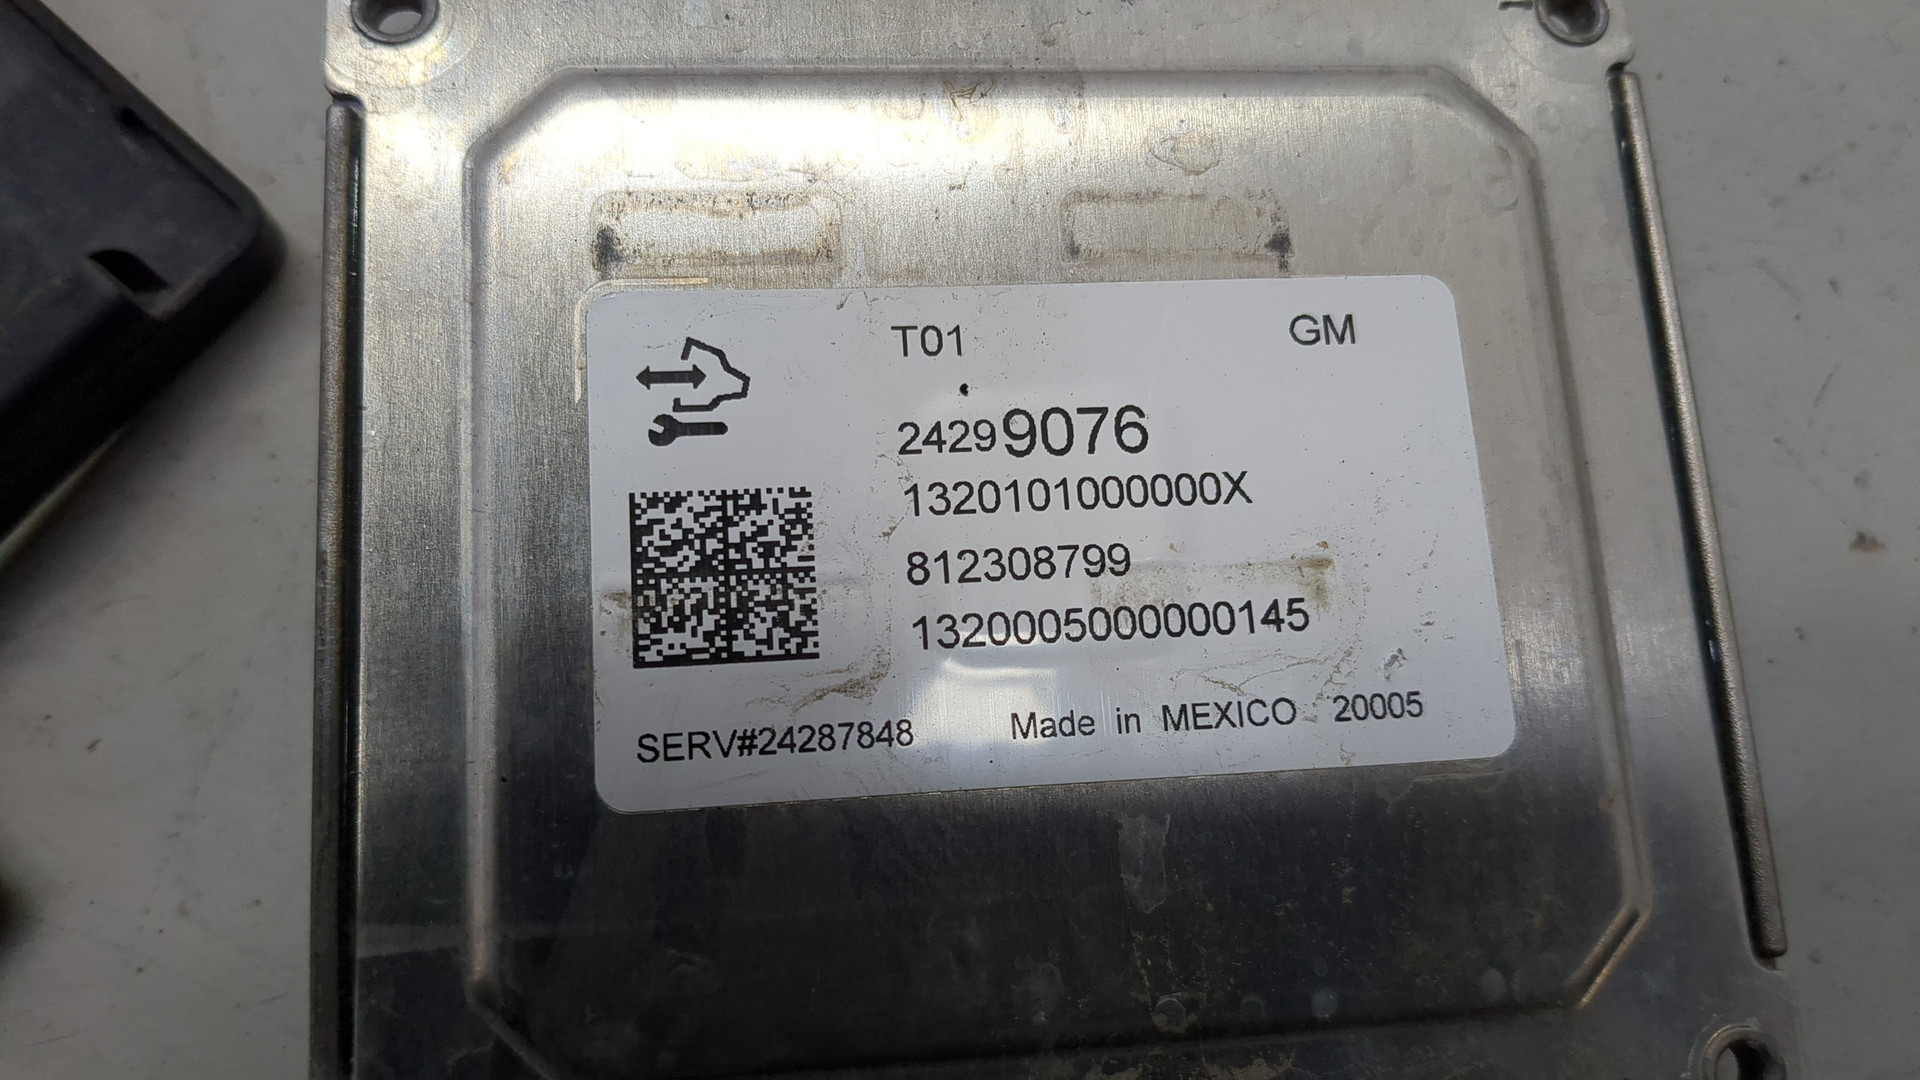 T01 GM
24299076
1320101000000X
812308799
1320005000000145
SERV#24287848 Made in MEXICO 20005